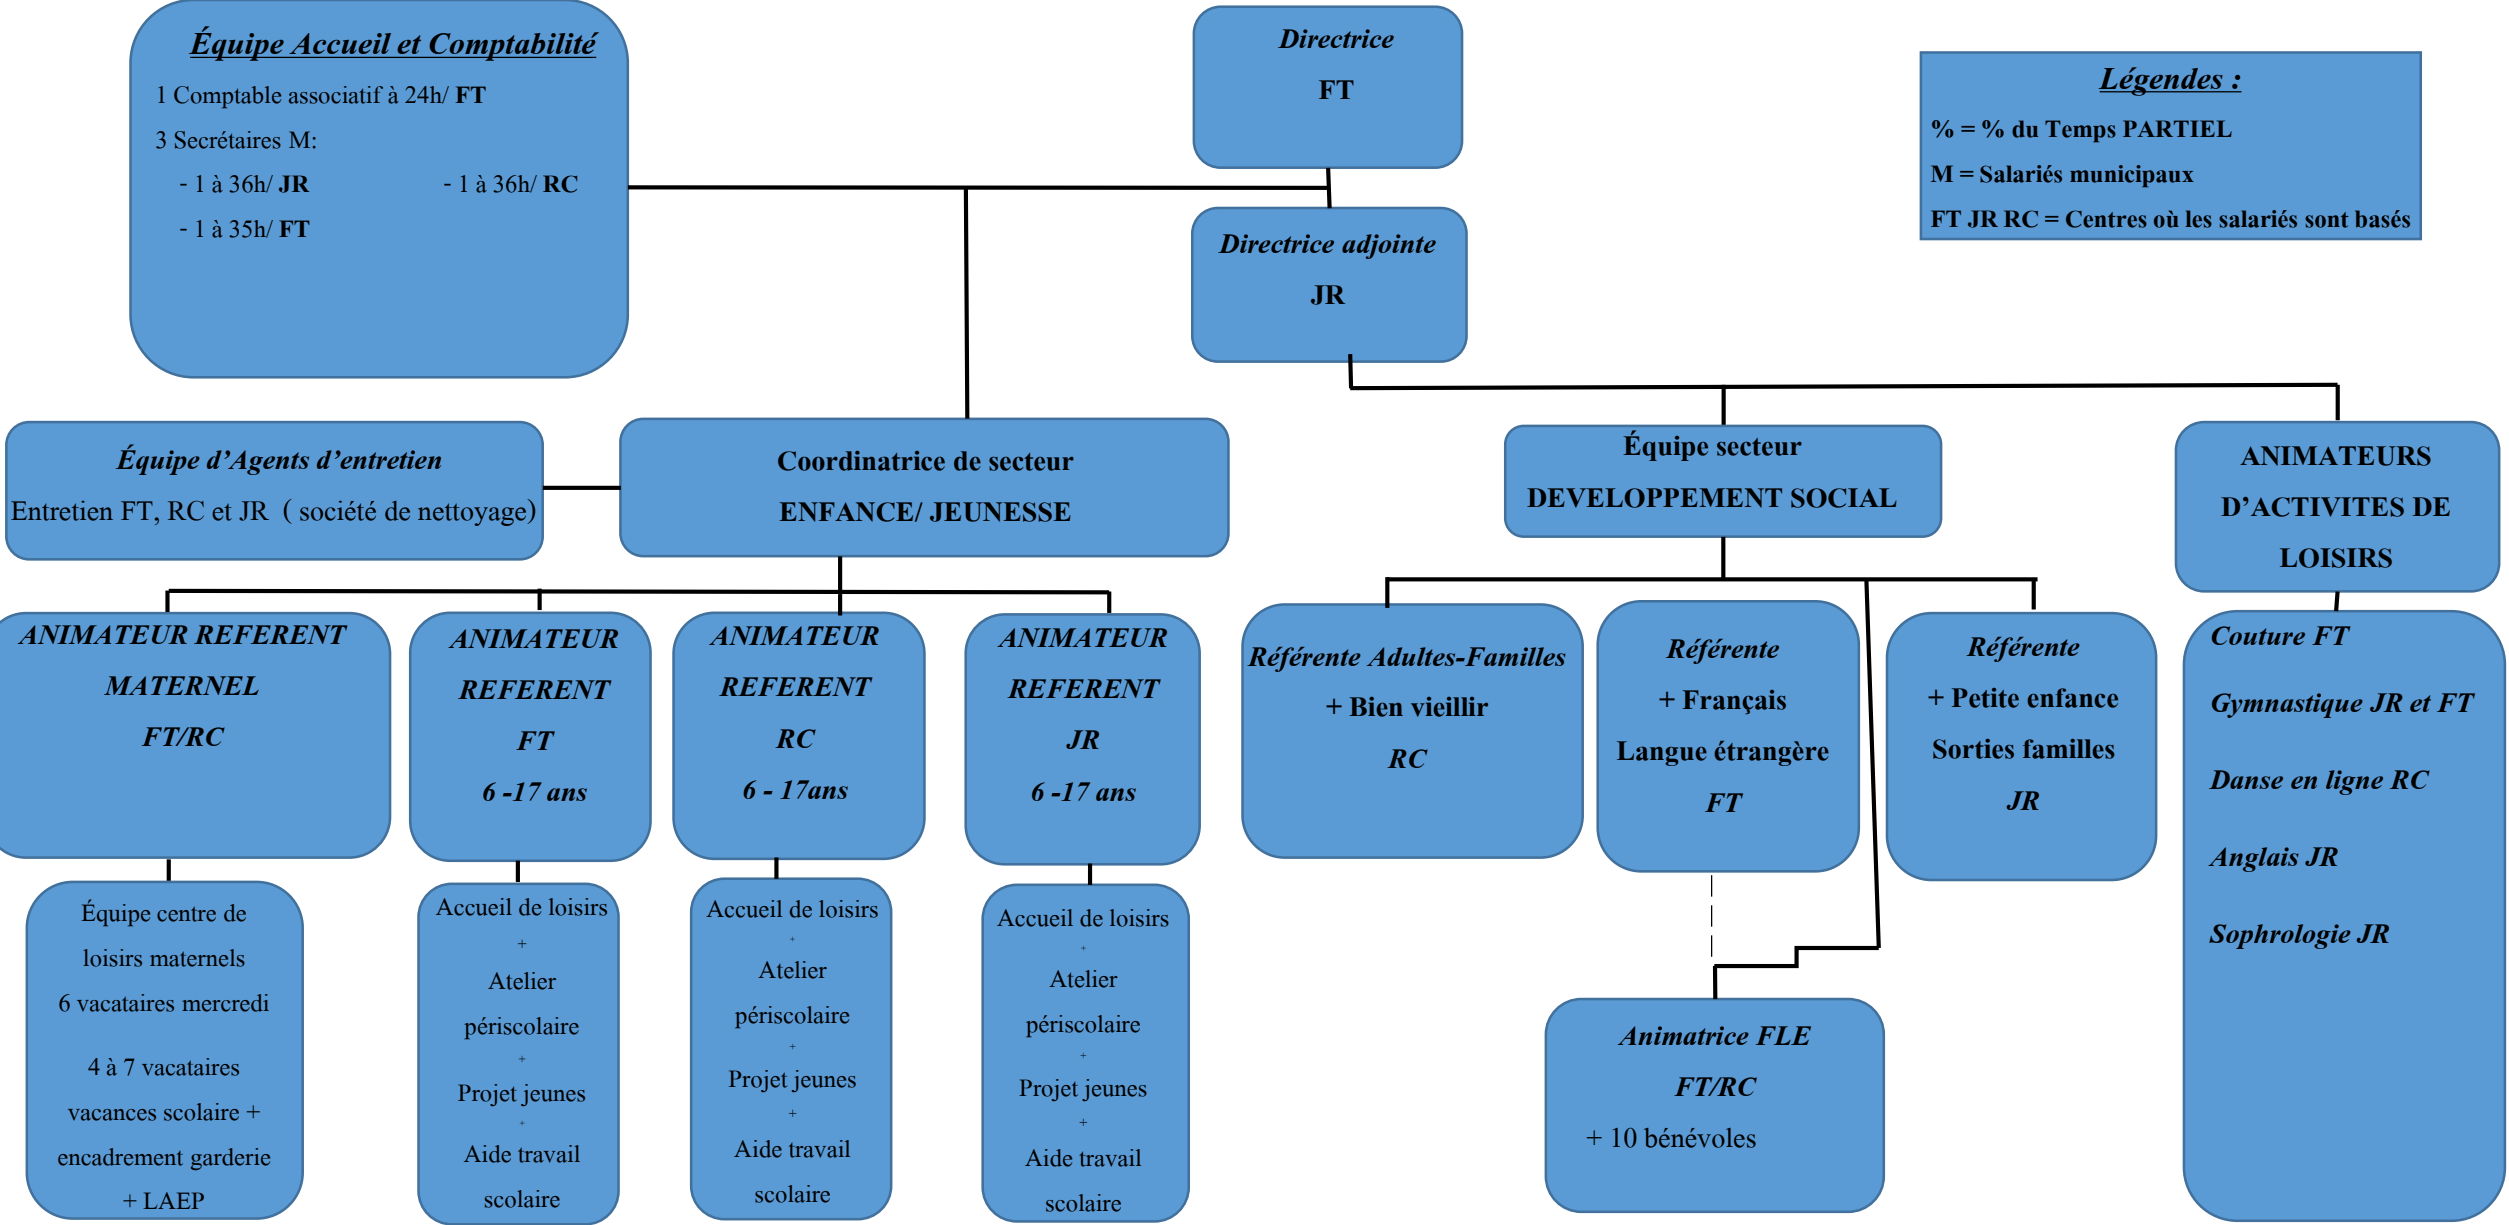 Équipe Accueil et Comptabilité
1 Comptable associatif à 24h/ FT
3 Secrétaires M:
- 1 à 36h/ JR - 1 à 36h/ RC
- 1 à 35h/ FT
Directrice
FT
Légendes :
% = % du Temps PARTIEL
M = Salariés municipaux
FT JR RC = Centres où les salariés sont basés
Directrice adjointe
JR
Équipe d’Agents d’entretien
Entretien FT, RC et JR ( société de nettoyage)
Coordinatrice de secteur
ENFANCE/ JEUNESSE
Équipe secteur
DEVELOPPEMENT SOCIAL
ANIMATEURS
D’ACTIVITES DE
LOISIRS
ANIMATEUR REFERENT
MATERNEL
FT/RC
ANIMATEUR
REFERENT
FT
6 -17 ans
ANIMATEUR
REFERENT
RC
6 - 17ans
ANIMATEUR
REFERENT
JR
6 -17 ans
Référente Adultes-Familles
+ Bien vieillir
RC
Référente
+ Français
Langue étrangère
FT
Référente
+ Petite enfance
Sorties familles
JR
Couture FT
Gymnastique JR et FT
Danse en ligne RC
Anglais JR
Sophrologie JR
Équipe centre de
loisirs maternels
6 vacataires mercredi
4 à 7 vacataires
vacances scolaire +
encadrement garderie
+ LAEP
Accueil de loisirs
+
Atelier
périscolaire
+
Projet jeunes
+
Aide travail
scolaire
Accueil de loisirs
+
Atelier
périscolaire
+
Projet jeunes
+
Aide travail
scolaire
Accueil de loisirs
+
Atelier
périscolaire
+
Projet jeunes
+
Aide travail
scolaire
Animatrice FLE
FT/RC
+ 10 bénévoles